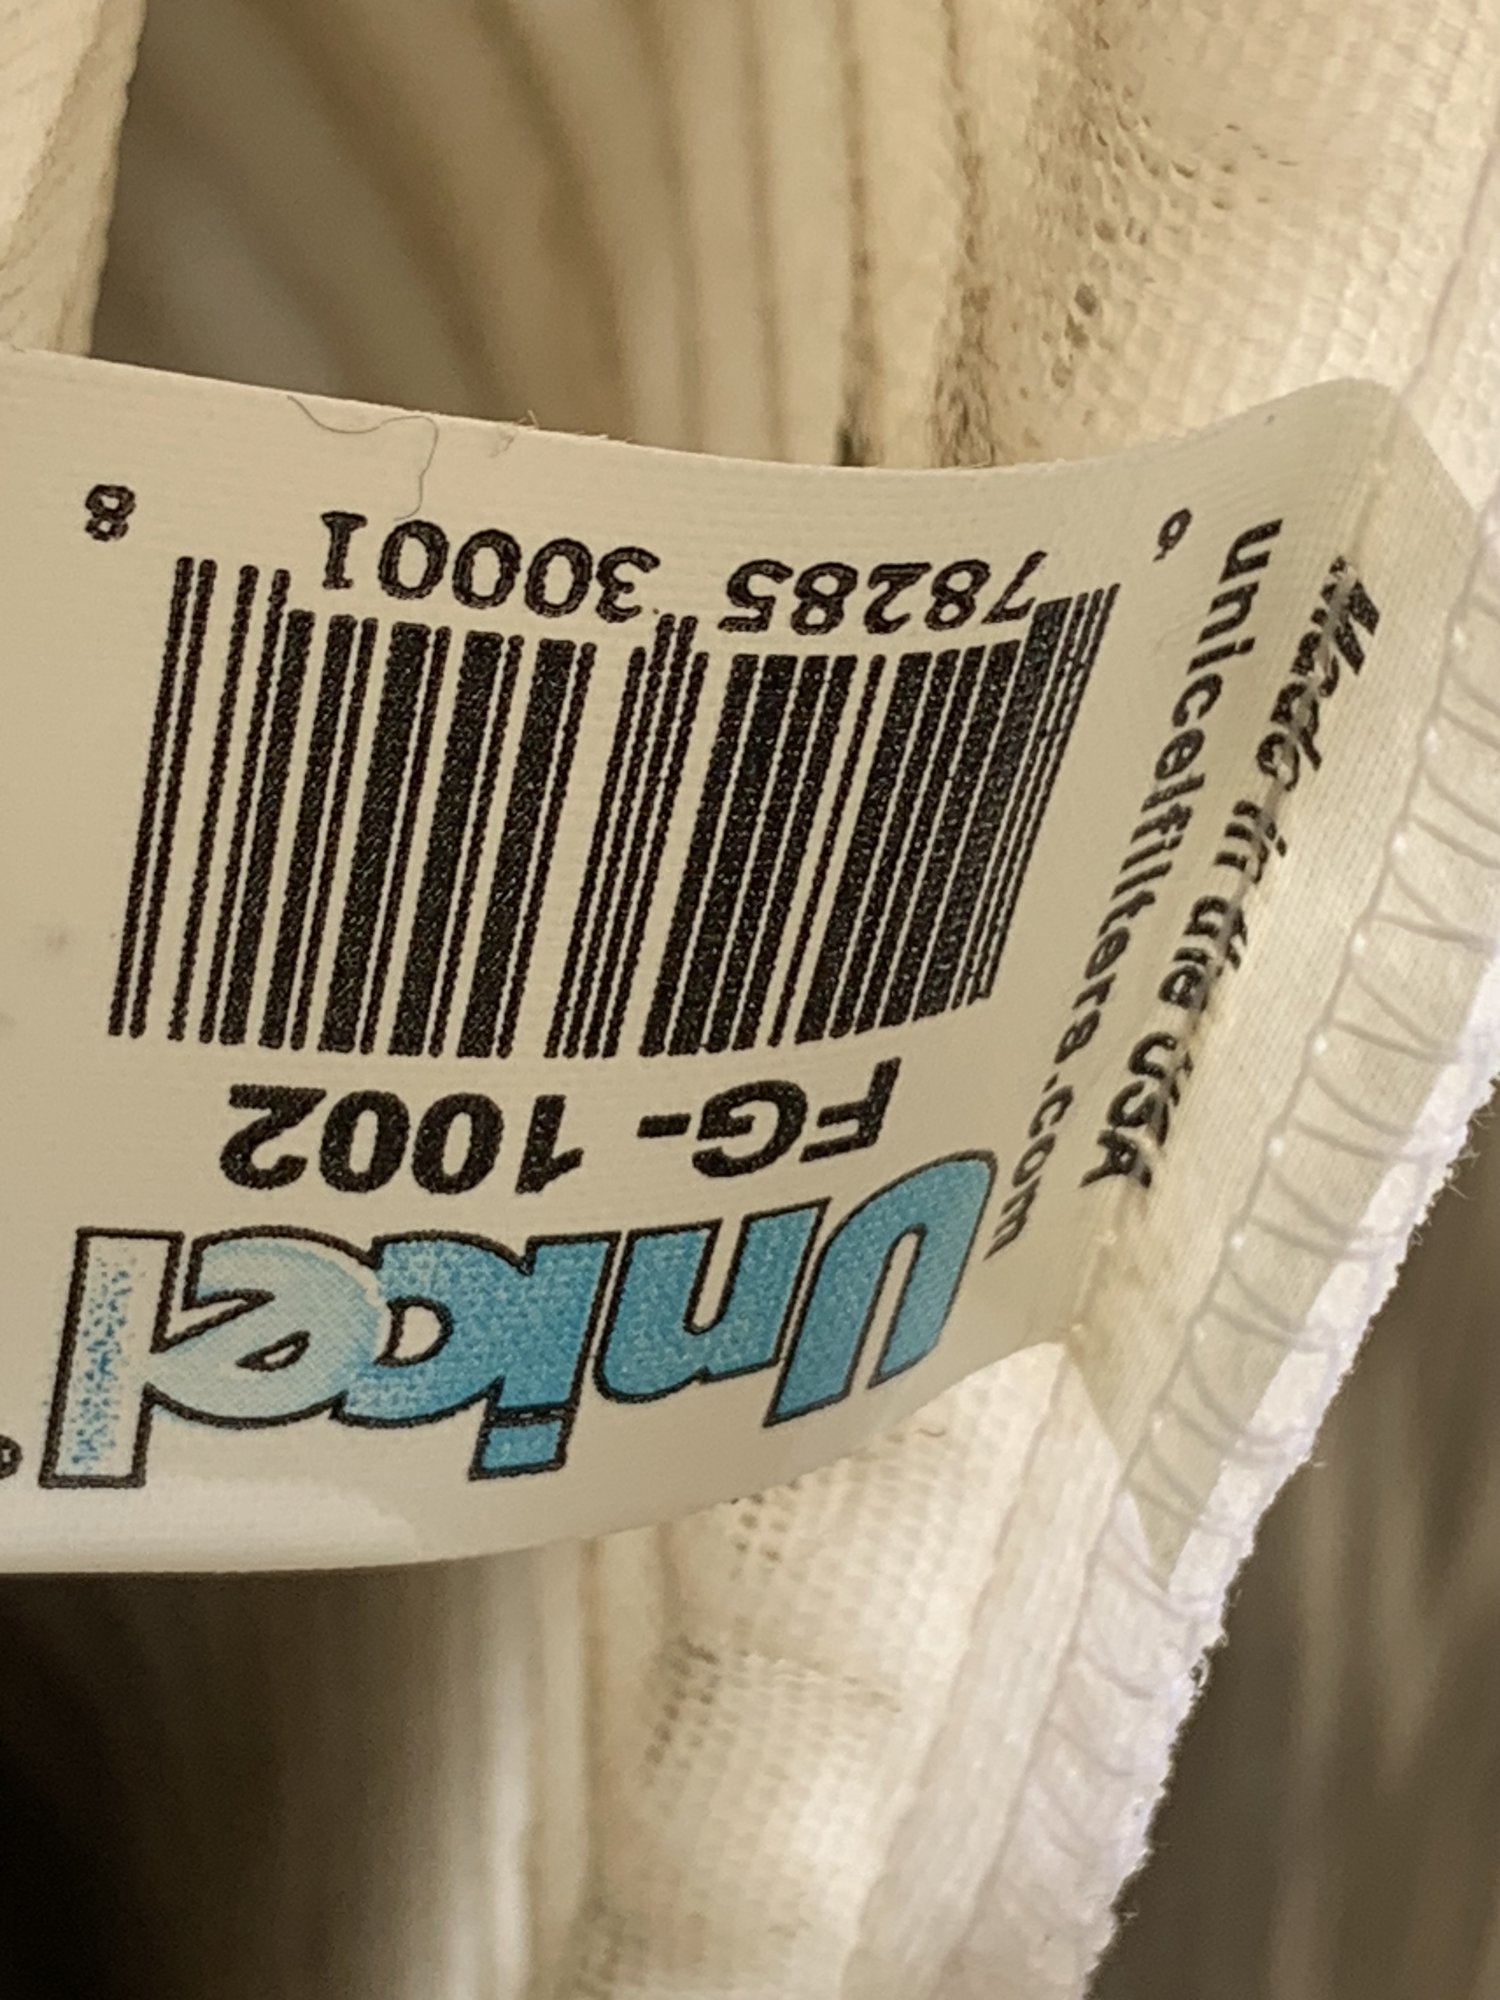 Made in the USA
unicelfilters.com
Unicel
FG- 1002
0 78285 30001 8